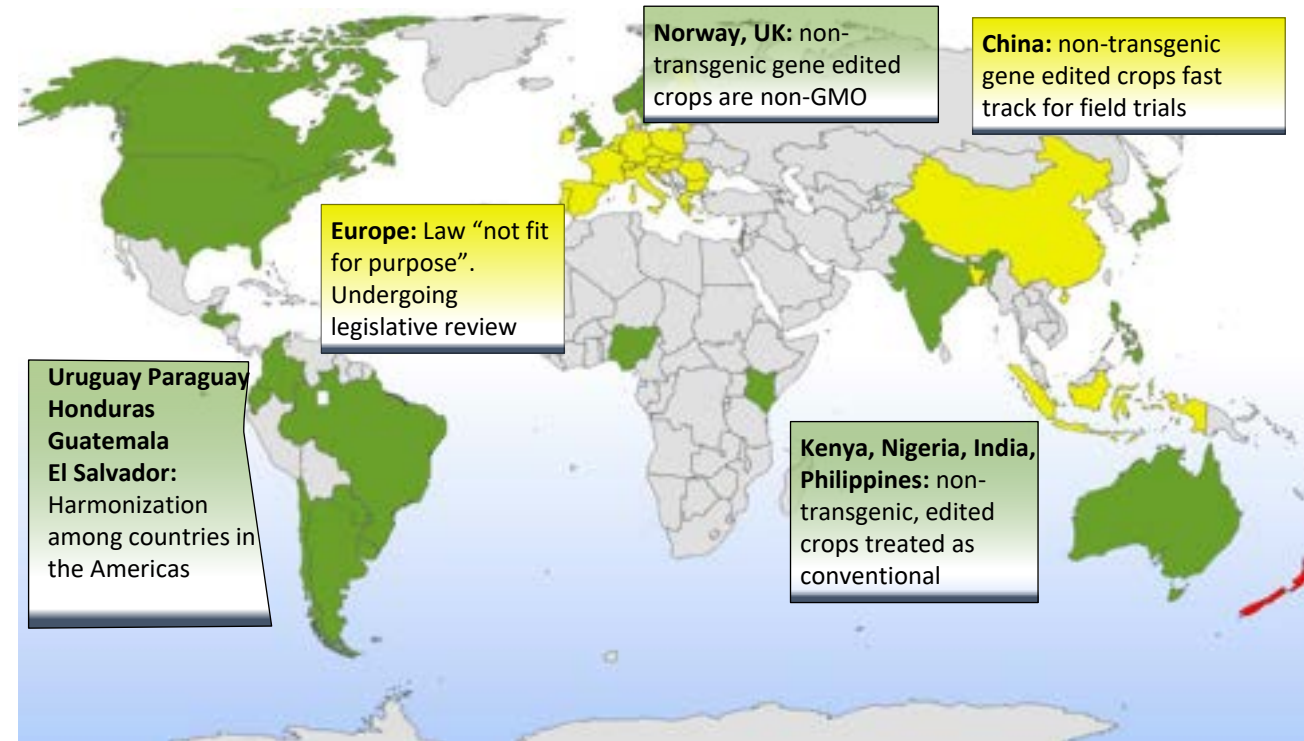 Norway, UK: non-
transgenic gene edited
crops are non-GMO
China: non-transgenic
gene edited crops fast
track for field trials
Europe: Law “not fit
for purpose”.
Undergoing
legislative review
Uruguay Paraguay
Honduras
Guatemala
El Salvador:
Harmonization
among countries in
the Americas
Kenya, Nigeria, India,
Philippines: non-
transgenic, edited
crops treated as
conventional